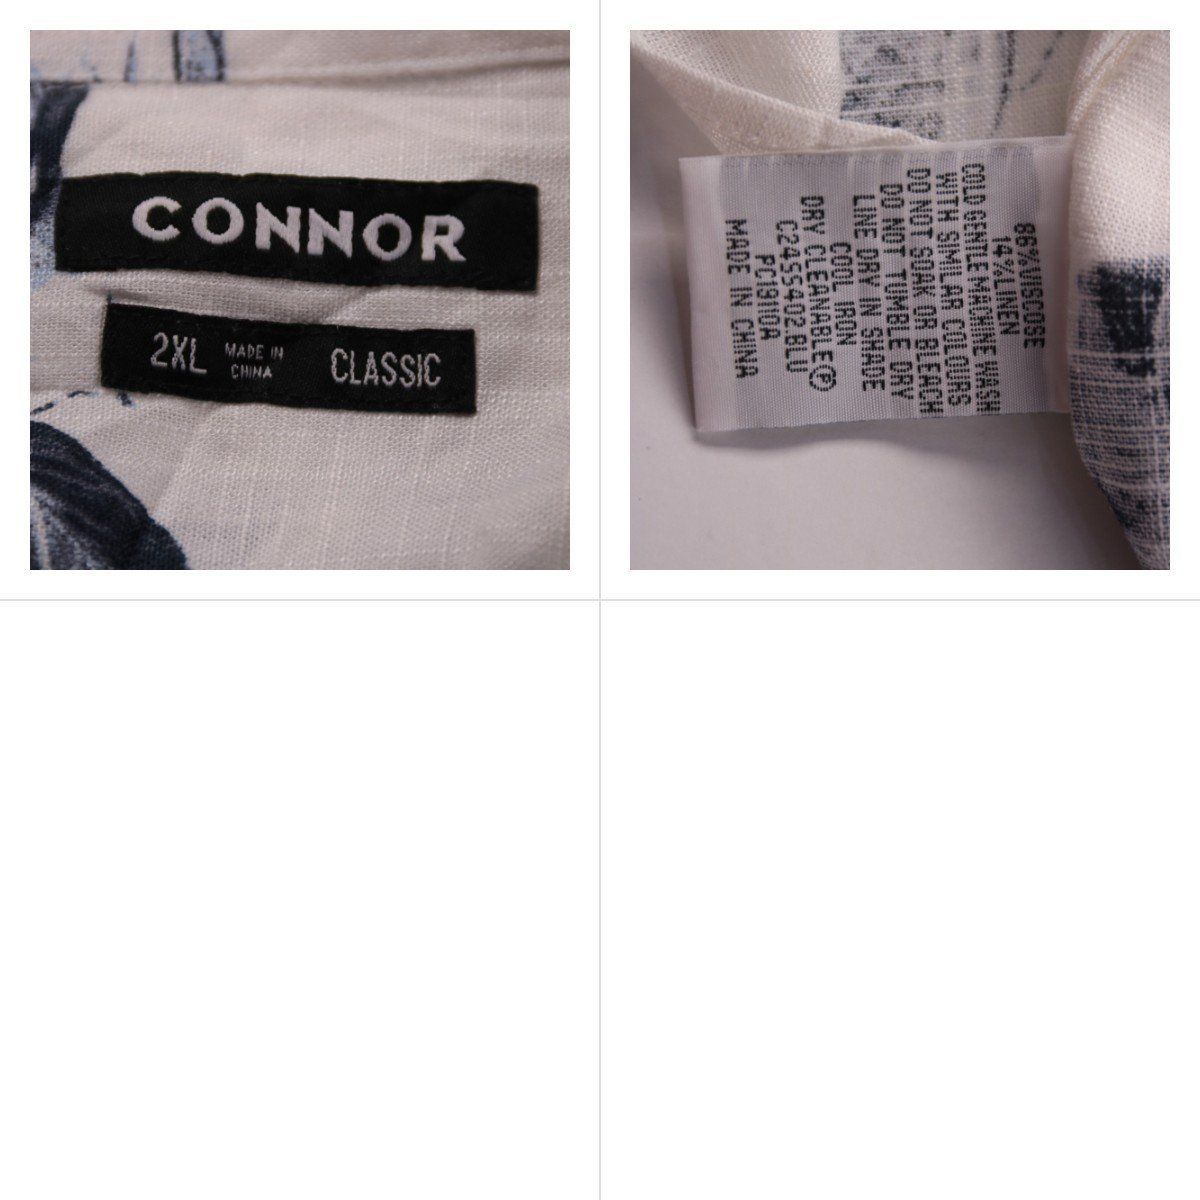 CONNOR
2XL MADE IN CHINA CLASSIC
86%VISCOSE
14%LINEN
COLD GENTLE MACHINE WASH
WITH SIMILAR COLOURS
DO NOT SOAK OR BLEACH
DO NOT TUMBLE DRY
LINE DRY IN SHADE
COOL IRON
DRY CLEANABLE Ⓟ
C24SS402 BLU
FC1910A
MADE IN CHINA